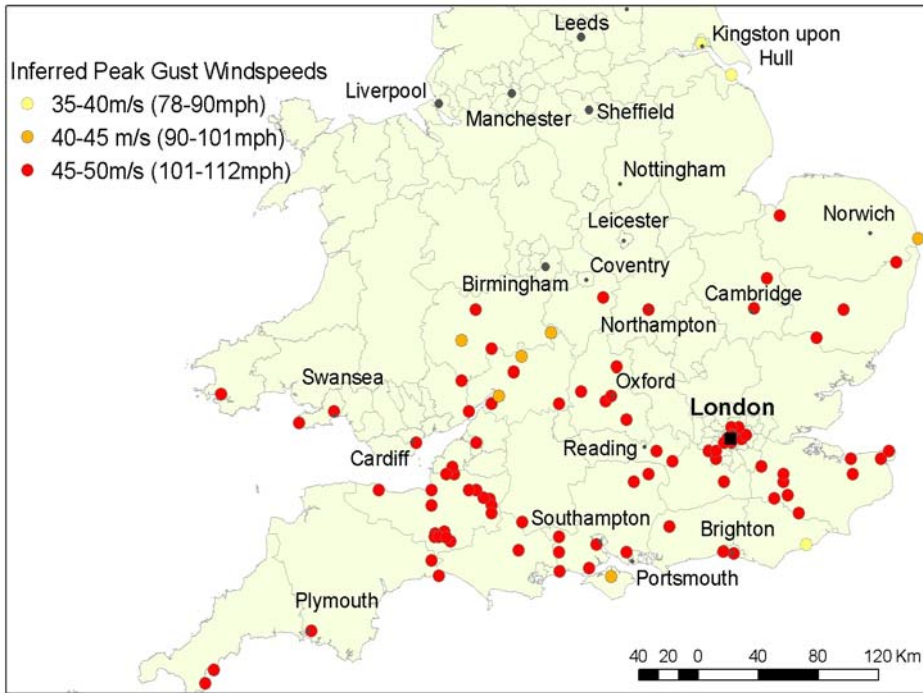 Leeds
Kingston upon
Hull
Inferred Peak Gust Windspeeds
35-40m/s (78-90mph)
40-45 m/s (90-101mph)
45-50m/s (101-112mph)
Liverpool
Manchester
Sheffield
Nottingham
Norwich
Leicester
Birmingham
Coventry
Cambridge
Northampton
Swansea
Oxford
London
Cardiff
Reading
Southampton
Brighton
Portsmouth
Plymouth
40 20 0 40 80 120 Km